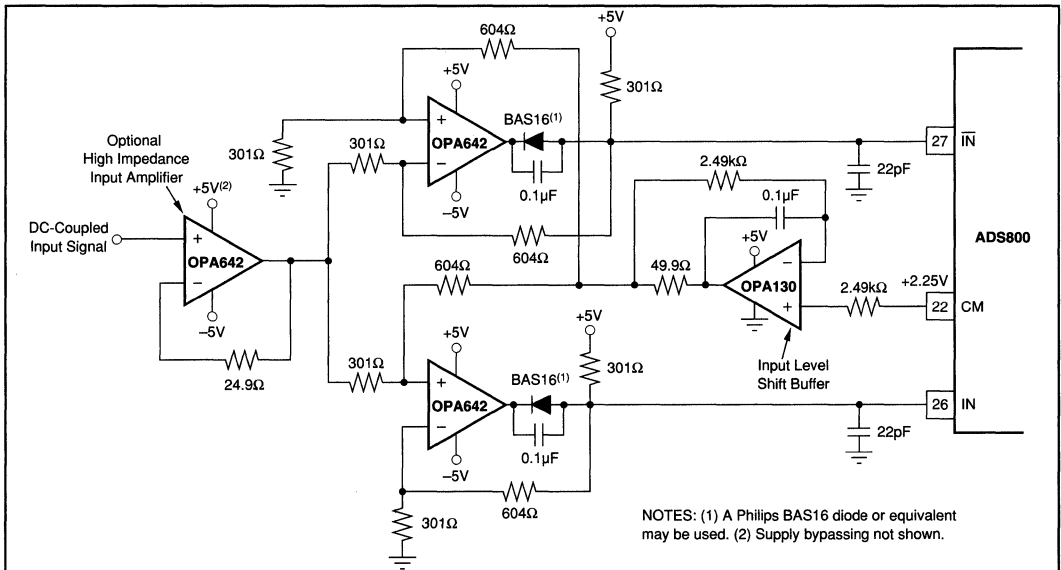 +5V
604Ω
+5V
301Ω
BAS16(1)
+
OPA642
−
−5V
0.1µF
301Ω
301Ω
604Ω
Optional
High Impedance
Input Amplifier
+5V(2)
DC-Coupled
Input Signal
+
OPA642
−
−5V
24.9Ω
27
IN
22pF
2.49kΩ
0.1µF
+5V
−
OPA130
+
49.9Ω
2.49kΩ
+2.25V
22
CM
ADS800
Input Level
Shift Buffer
604Ω
+5V
+5V
301Ω
301Ω
BAS16(1)
+
OPA642
−
−5V
0.1µF
604Ω
301Ω
26
IN
22pF
NOTES: (1) A Philips BAS16 diode or equivalent
may be used. (2) Supply bypassing not shown.